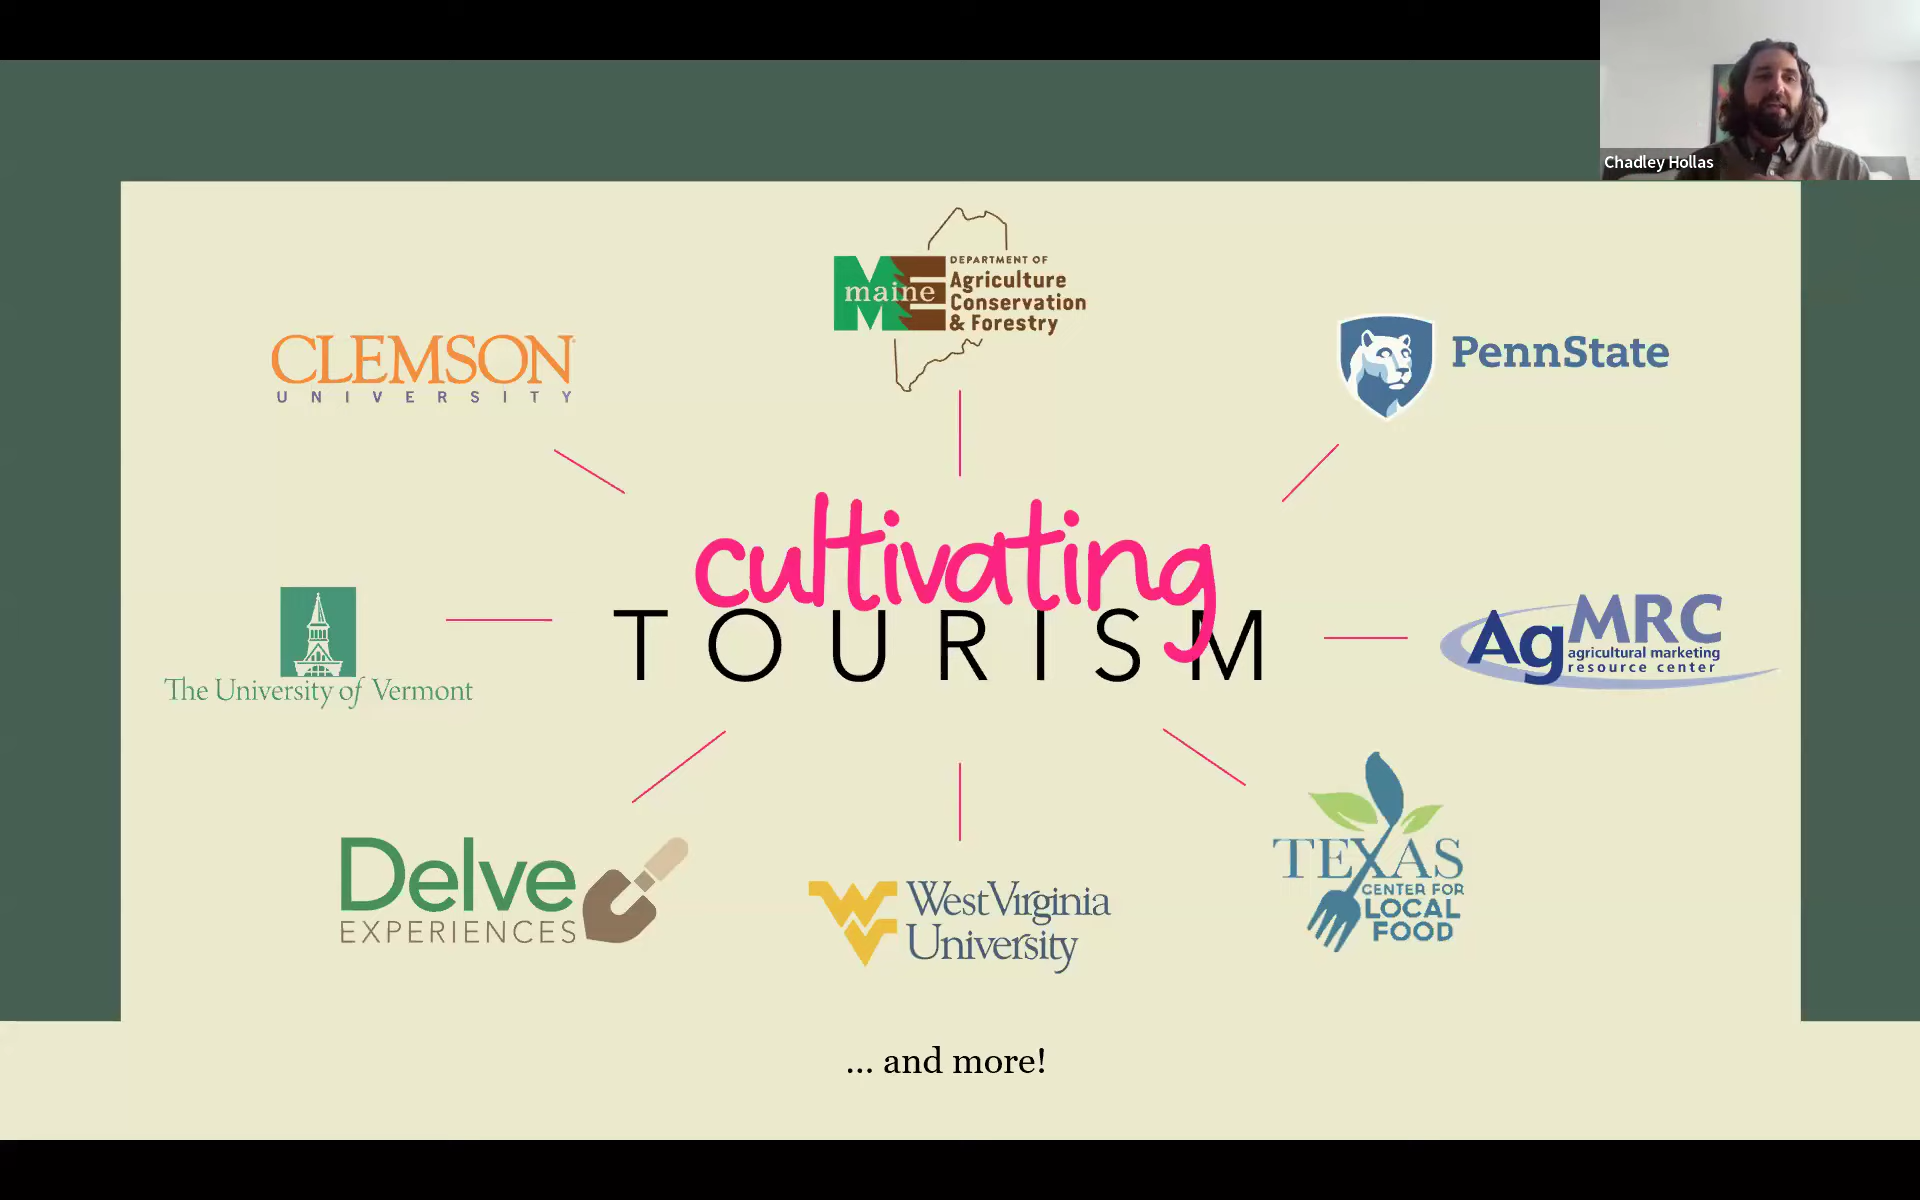 Chadley Hollas
DEPARTMENT OF
Agriculture
maine
Conservation
& Forestry
CLEMSON
UNIVERSITY
PennState
cultivating
TOURISM
The University of Vermont
AgMRC
agricultural marketing
resource center
Delve
EXPERIENCES
West Virginia
University
TEXAS
CENTER FOR
LOCAL
FOOD
... and more!